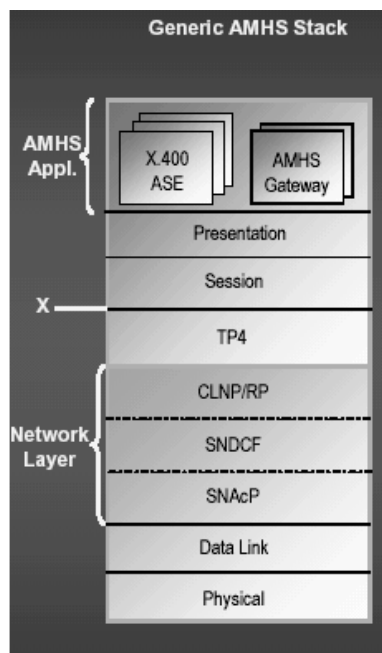 Generic AMHS Stack
AMHS
Appl.
X.400
ASE
AMHS
Gateway
Presentation
Session
X
TP4
CLNP/RP
Network
Layer
SNDCF
SNAcP
Data Link
Physical